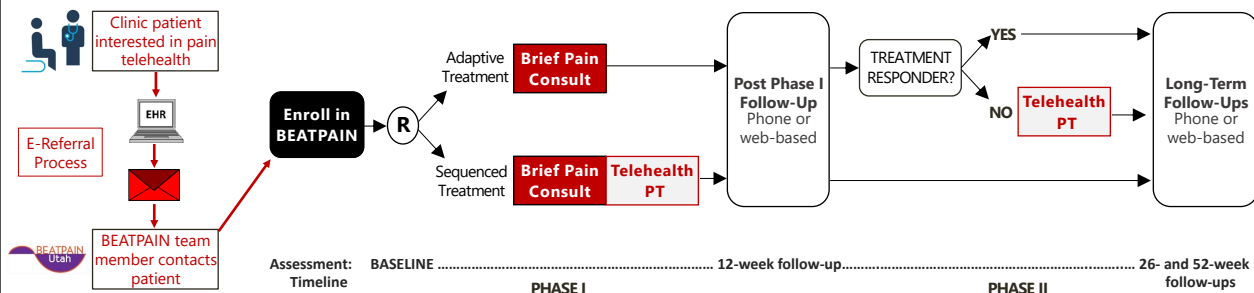 Clinic patient
interested in pain
telehealth
EHR
E-Referral
Process
BEATPAIN
Utah
BEATPAIN team
member contacts
patient
Enroll in
BEATPAIN
R
Adaptive
Treatment
Brief Pain
Consult
Sequenced
Treatment
Brief Pain
Consult
Telehealth
PT
Post Phase I
Follow-Up
Phone or
web-based
TREATMENT
RESPONDER?
YES
NO
Telehealth
PT
Long-Term
Follow-Ups
Phone or
web-based
Assessment:
Timeline
BASELINE ................................................................ 12-week follow-up................................................................ 26- and 52-week
follow-ups
PHASE I
PHASE II